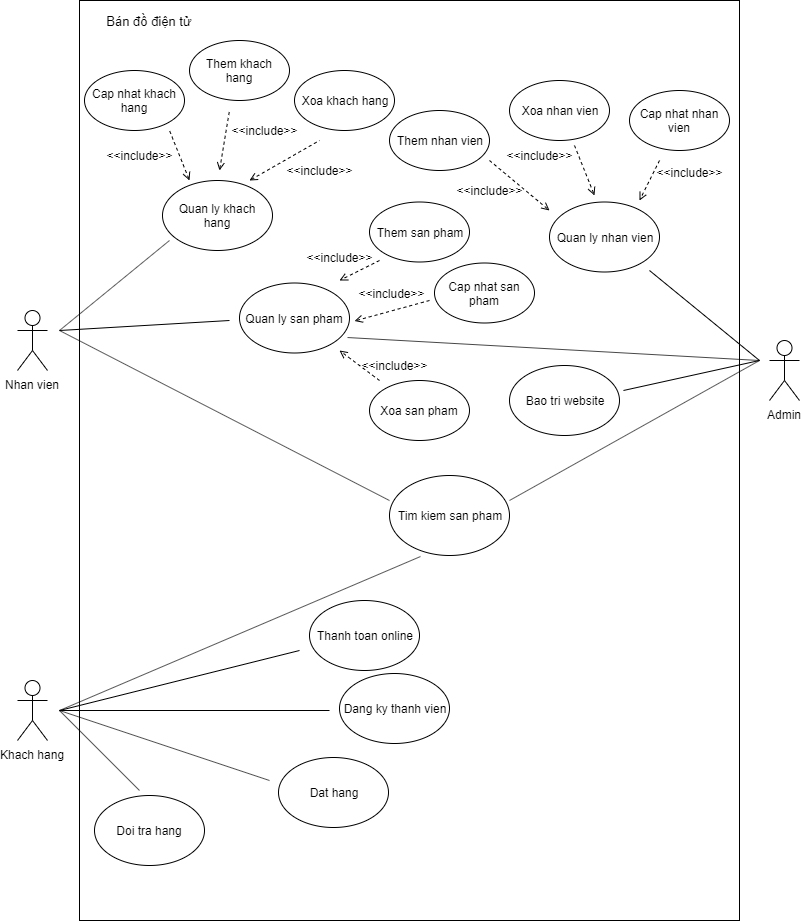 Bán đồ điện tử
Them khach
hang
Cap nhat khach
hang
Xoa khach hang
<<include>>
<<include>>
<<include>>
Quan ly khach
hang
Them nhan vien
Xoa nhan vien
Cap nhat nhan
vien
<<include>>
<<include>>
<<include>>
Quan ly nhan vien
Them san pham
<<include>>
Cap nhat san
pham
<<include>>
Quan ly san pham
<<include>>
Xoa san pham
Nhan vien
Bao tri website
Admin
Tim kiem san pham
Thanh toan online
Dang ky thanh vien
Khach hang
Dat hang
Doi tra hang